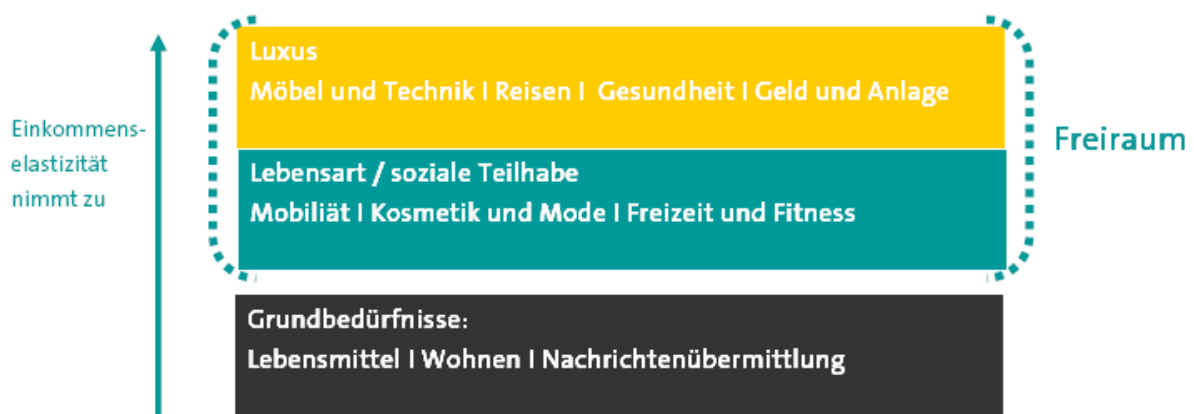 Luxus
Möbel und Technik I Reisen I Gesundheit I Geld und Anlage
Einkommens-
elastizität
nimmt zu
Freiraum
Lebensart / soziale Teilhabe
Mobiliät I Kosmetik und Mode I Freizeit und Fitness
Grundbedürfnisse:
Lebensmittel I Wohnen I Nachrichtenübermittlung